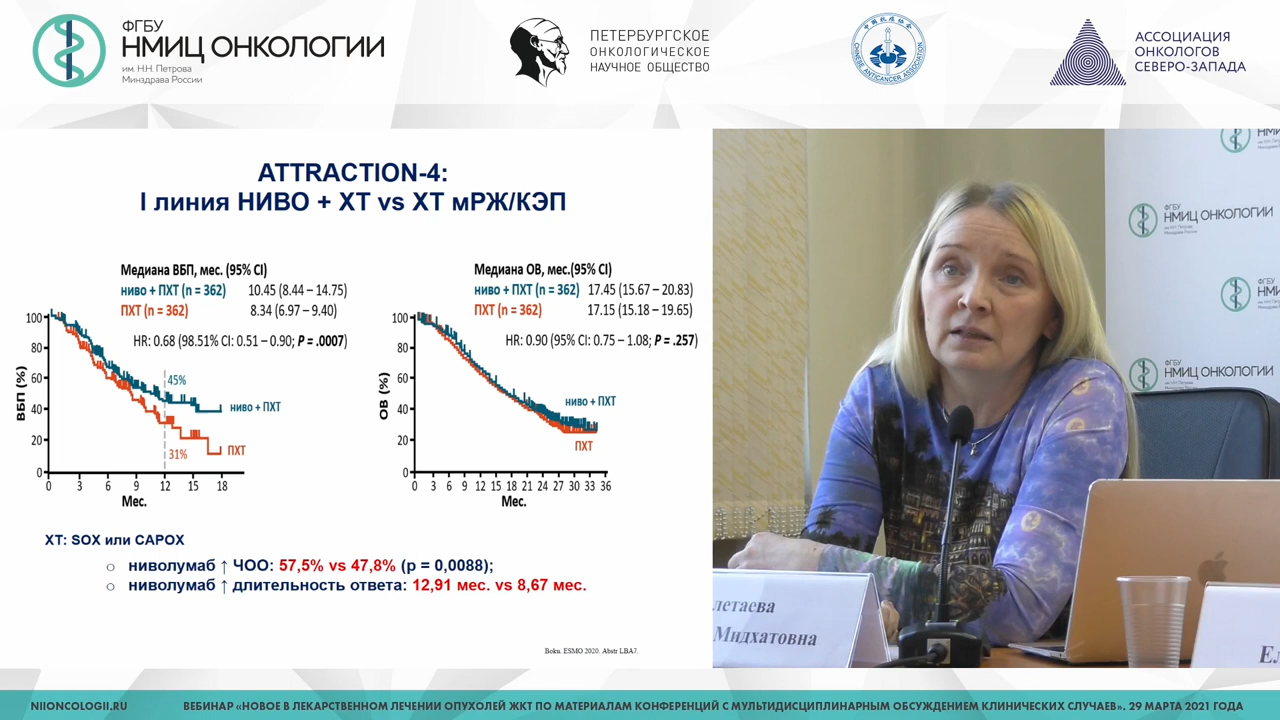 ФГБУ
НМИЦ ОНКОЛОГИИ
им. Н.Н. Петрова
Минздрава России
ПЕТЕРБУРГСКОЕ
ОНКОЛОГИЧЕСКОЕ
НАУЧНОЕ ОБЩЕСТВО
CHINESE ANTICANCER ASSOCIATION
АССОЦИАЦИЯ
ОНКОЛОГОВ
СЕВЕРО-ЗАПАДА
ATTRACTION-4:
I линия НИВО + ХТ vs ХТ мРЖ/КЭП
Медиана ВБП, мес. (95% CI)
ниво + ПХТ (n = 362) 10.45 (8.44 – 14.75)
ПХТ (n = 362) 8.34 (6.97 – 9.40)
HR: 0.68 (98.51% CI: 0.51 – 0.90; P = .0007)
100
80
60
40
20
0
ВБП (%)
45%
ниво + ПХТ
ПХТ
31%
0 3 6 9 12 15 18
Мес.
Медиана ОВ, мес.(95% CI)
ниво + ПХТ (n = 362) 17.45 (15.67 – 20.83)
ПХТ (n = 362) 17.15 (15.18 – 19.65)
HR: 0.90 (95% CI: 0.75 – 1.08; P = .257)
100
80
60
40
20
0
ОВ (%)
ниво + ПХТ
ПХТ
0 3 6 9 12 15 18 21 24 27 30 33 36
Мес.
ХТ: SOX или CAPOX
○ ниволумаб ↑ ЧОО: 57,5% vs 47,8% (p = 0,0088);
○ ниволумаб ↑ длительность ответа: 12,91 мес. vs 8,67 мес.
Boku. ESMO 2020. Abstr LBA7.
ФГБУ
НМИЦ ОНКОЛОГИИ
ФГБУ
НМИЦ ОНКОЛОГИИ
летаева
Мидхатовна
Ел
NIIONCOLOGII.RU
ВЕБИНАР «НОВОЕ В ЛЕКАРСТВЕННОМ ЛЕЧЕНИИ ОПУХОЛЕЙ ЖКТ ПО МАТЕРИАЛАМ КОНФЕРЕНЦИЙ С МУЛЬТИДИСЦИПЛИНАРНЫМ ОБСУЖДЕНИЕМ КЛИНИЧЕСКИХ СЛУЧАЕВ». 29 МАРТА 2021 ГОДА